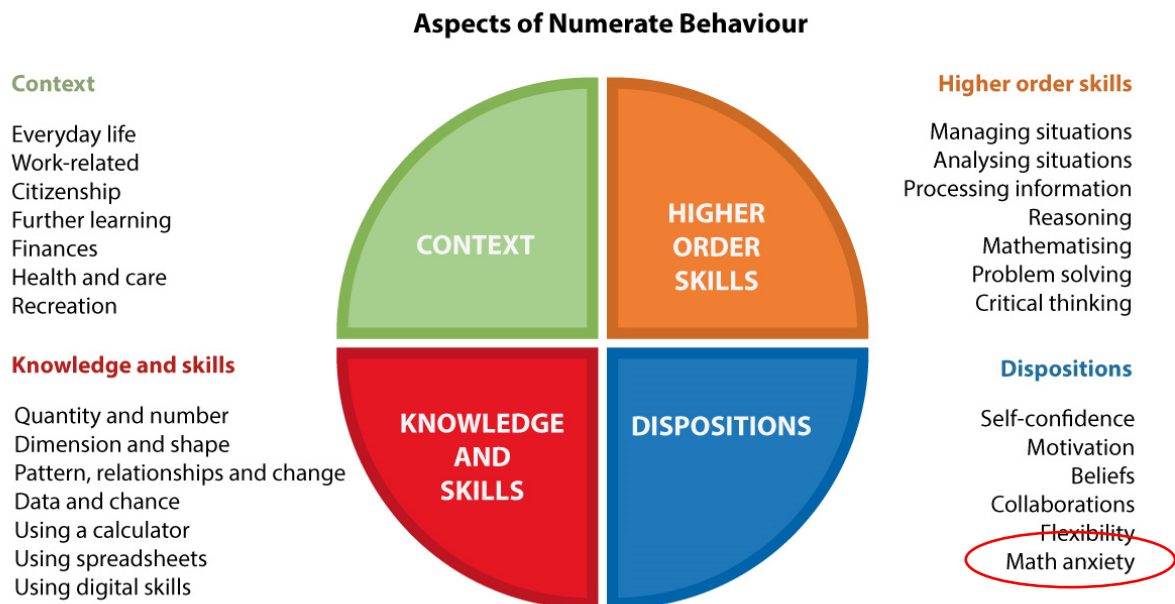 Aspects of Numerate Behaviour
Context
Everyday life
Work-related
Citizenship
Further learning
Finances
Health and care
Recreation
Higher order skills
Managing situations
Analysing situations
Processing information
Reasoning
Mathematising
Problem solving
Critical thinking
CONTEXT
HIGHER
ORDER
SKILLS
Knowledge and skills
Quantity and number
Dimension and shape
Pattern, relationships and change
Data and chance
Using a calculator
Using spreadsheets
Using digital skills
KNOWLEDGE
AND
SKILLS
DISPOSITIONS
Dispositions
Self-confidence
Motivation
Beliefs
Collaborations
Flexibility
Math anxiety